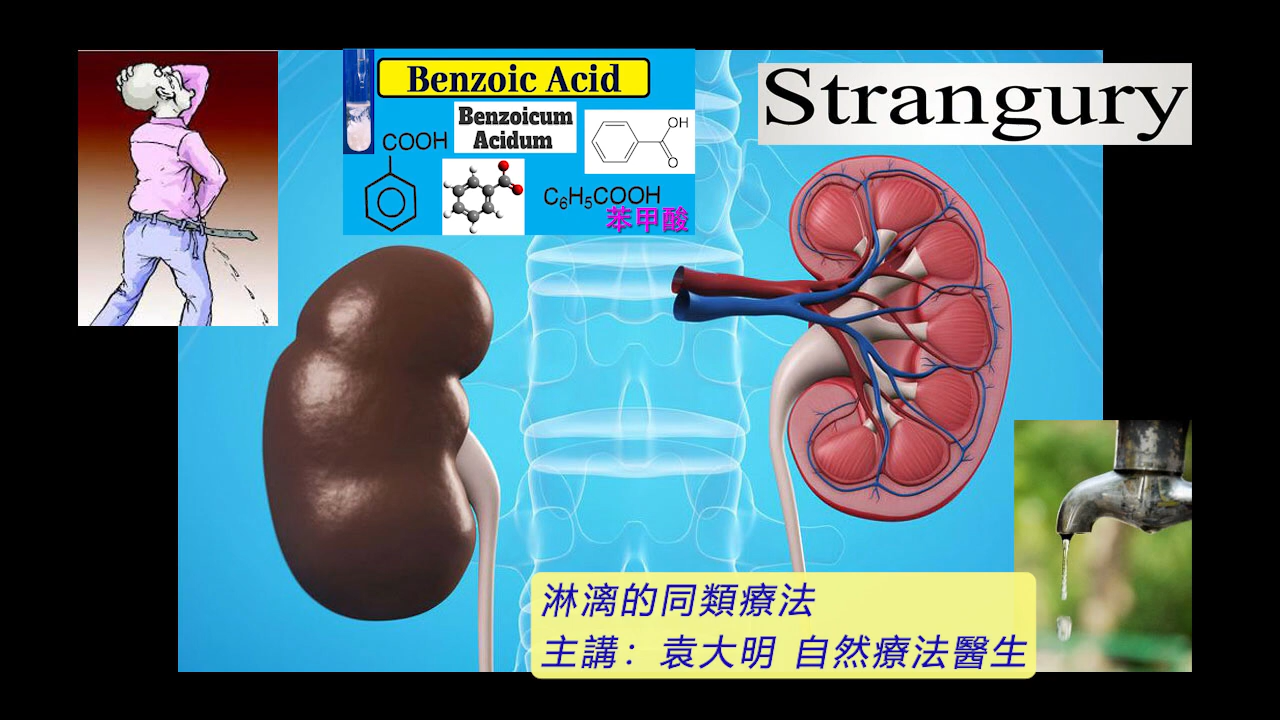 Benzoic Acid
Benzoicum
Acidum
COOH
OH
O
C₆H₅COOH
苯甲酸
Strangury
淋漓的同類療法
主講：袁大明 自然療法醫生